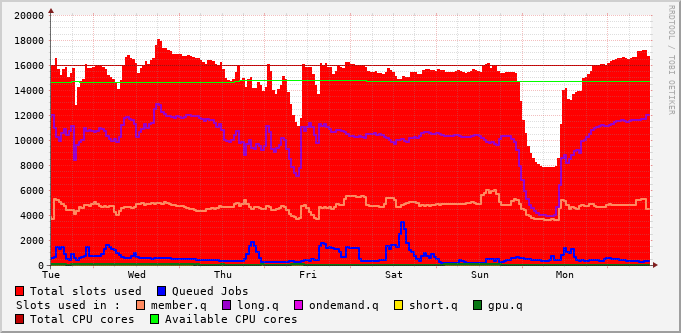 20000
18000
16000
14000
12000
10000
8000
6000
4000
2000
0
Tue Wed Thu Fri Sat Sun Mon
RRDTOOL / TOBI OETIKER
Total slots used Queued Jobs
Slots used in : member.q long.q ondemand.q short.q gpu.q
Total CPU cores Available CPU cores